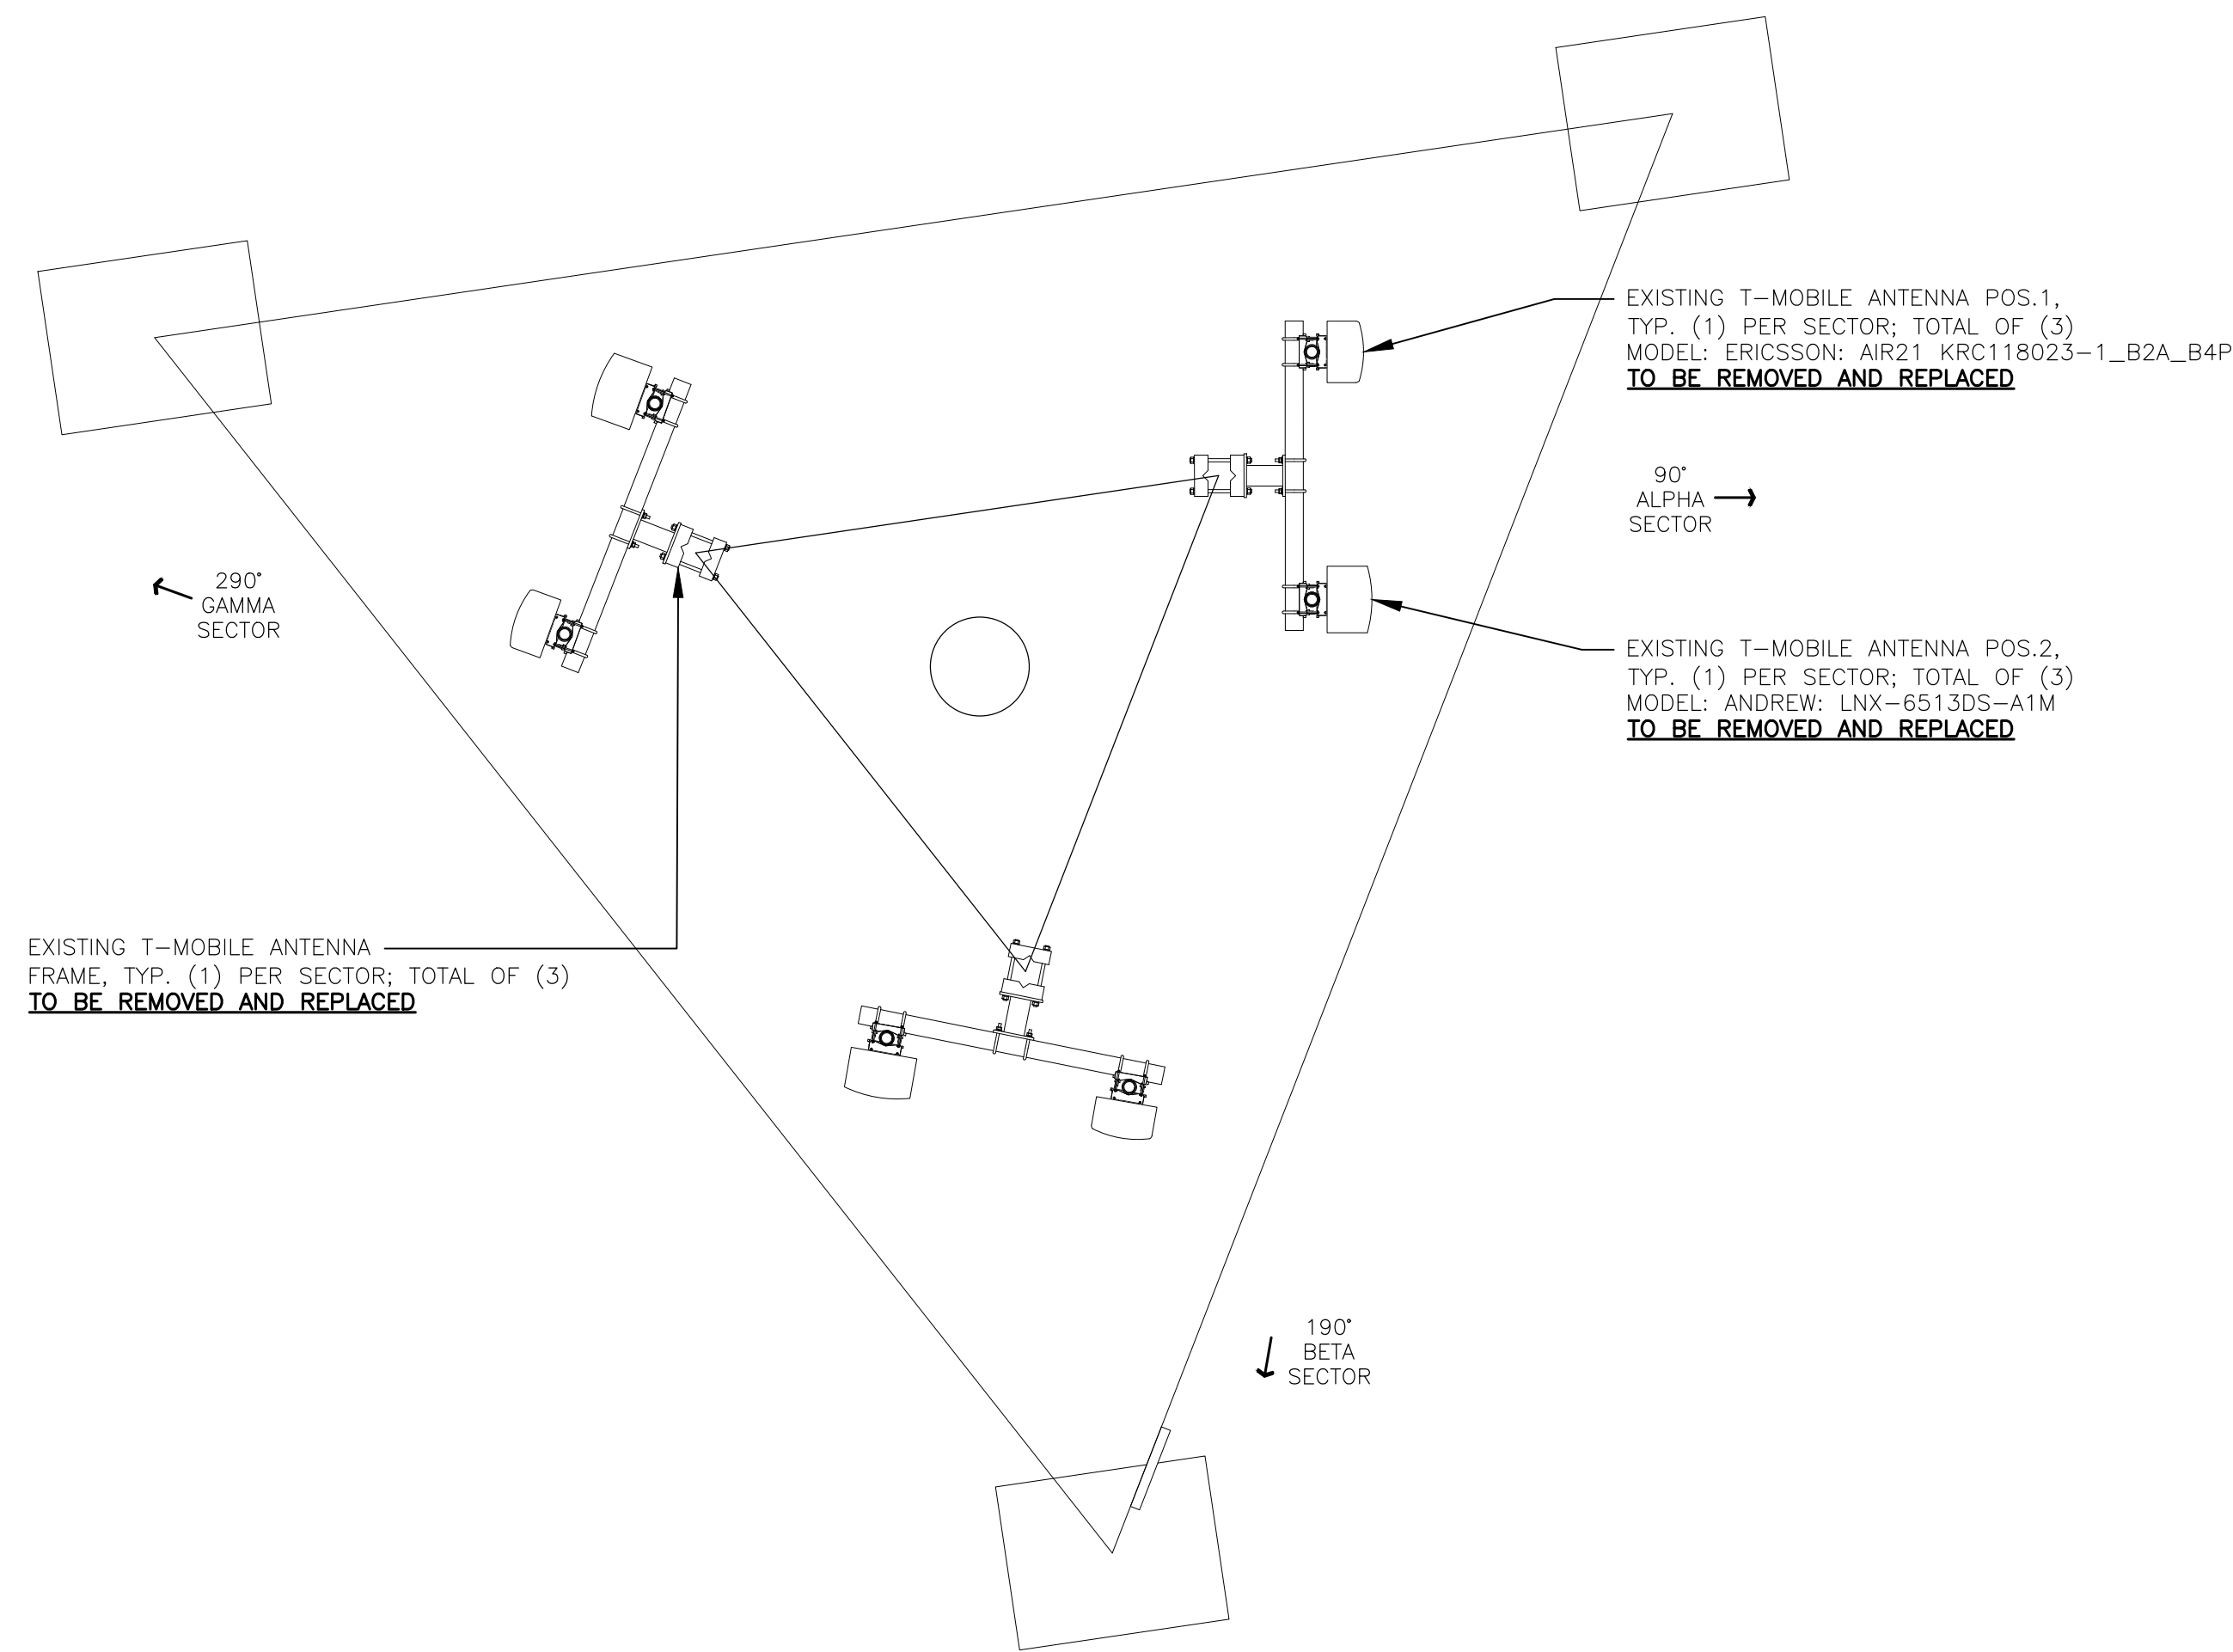 EXISTING T-MOBILE ANTENNA POS.1,
TYP. (1) PER SECTOR; TOTAL OF (3)
MODEL: ERICSSON: AIR21 KRC118023-1_B2A_B4P
TO BE REMOVED AND REPLACED
90°
ALPHA
SECTOR
290°
GAMMA
SECTOR
EXISTING T-MOBILE ANTENNA POS.2,
TYP. (1) PER SECTOR; TOTAL OF (3)
MODEL: ANDREW: LNX-6513DS-A1M
TO BE REMOVED AND REPLACED
EXISTING T-MOBILE ANTENNA
FRAME, TYP. (1) PER SECTOR; TOTAL OF (3)
TO BE REMOVED AND REPLACED
190°
BETA
SECTOR